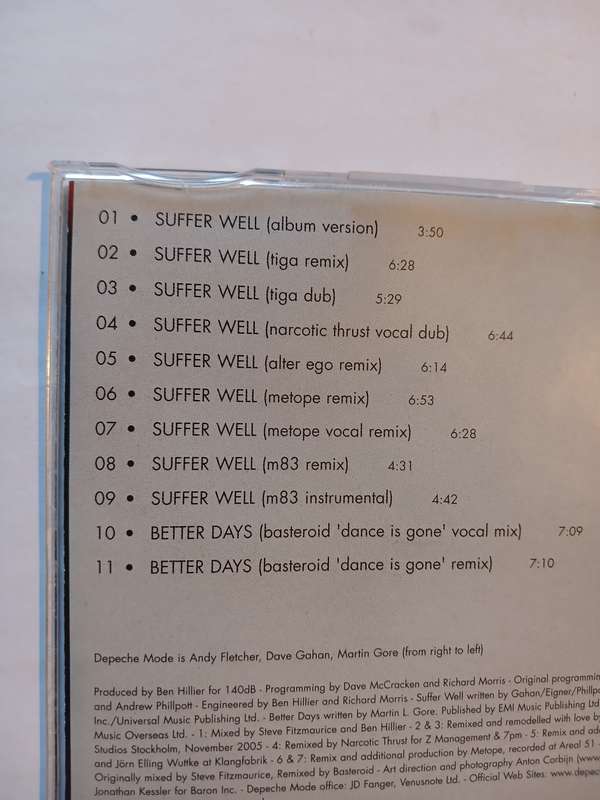 01 • SUFFER WELL (album version) 3:50
02 • SUFFER WELL (tiga remix) 6:28
03 • SUFFER WELL (tiga dub) 5:29
04 • SUFFER WELL (narcotic thrust vocal dub) 6:44
05 • SUFFER WELL (alter ego remix) 6:14
06 • SUFFER WELL (metope remix) 6:53
07 • SUFFER WELL (metope vocal remix) 6:28
08 • SUFFER WELL (m83 remix) 4:31
09 • SUFFER WELL (m83 instrumental) 4:42
10 • BETTER DAYS (basteroid 'dance is gone' vocal mix) 7:09
11 • BETTER DAYS (basteroid 'dance is gone' remix) 7:10
Depeche Mode is Andy Fletcher, Dave Gahan, Martin Gore (from right to left)
Produced by Ben Hillier for 140dB - Programming by Dave McCracken and Richard Morris - Original programmin
and Andrew Phillpott - Engineered by Ben Hillier and Richard Morris - Suffer Well written by Gahan/Eigner/Phillpo
Inc./Universal Music Publishing Ltd. - Better Days written by Martin L. Gore. Published by EMI Music Publishing Ltd
Music Overseas Ltd. - 1: Mixed by Steve Fitzmaurice and Ben Hillier - 2 & 3: Remixed and remodelled with love by
Studios Stockholm, November 2005 - 4: Remixed by Narcotic Thrust for Z Management & 7pm - 5: Remix and add
and Jörn Elling Wuttke at Klangfabrik - 6 & 7: Remix and additional production by Metope, recorded at Areal 51 -
Originally mixed by Steve Fitzmaurice, Remixed by Basteroid - Art direction and photography Anton Corbijn (www
Jonathan Kessler for Baron Inc. - Depeche Mode office: JD Fanger, Venusnote Ltd. - Official Web Sites: www.depec